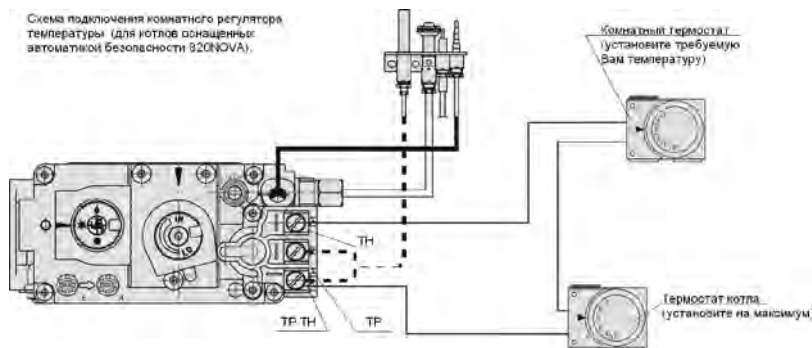 Схема подключения комнатного регулятора
температуры (для котлов оснащенных
автоматикой безопасности 820NOVA).
Комнатный термостат
(установите требуемую
Вам температуру)
TH
Термостат котла
(установите на максимум)
TP TH
TP